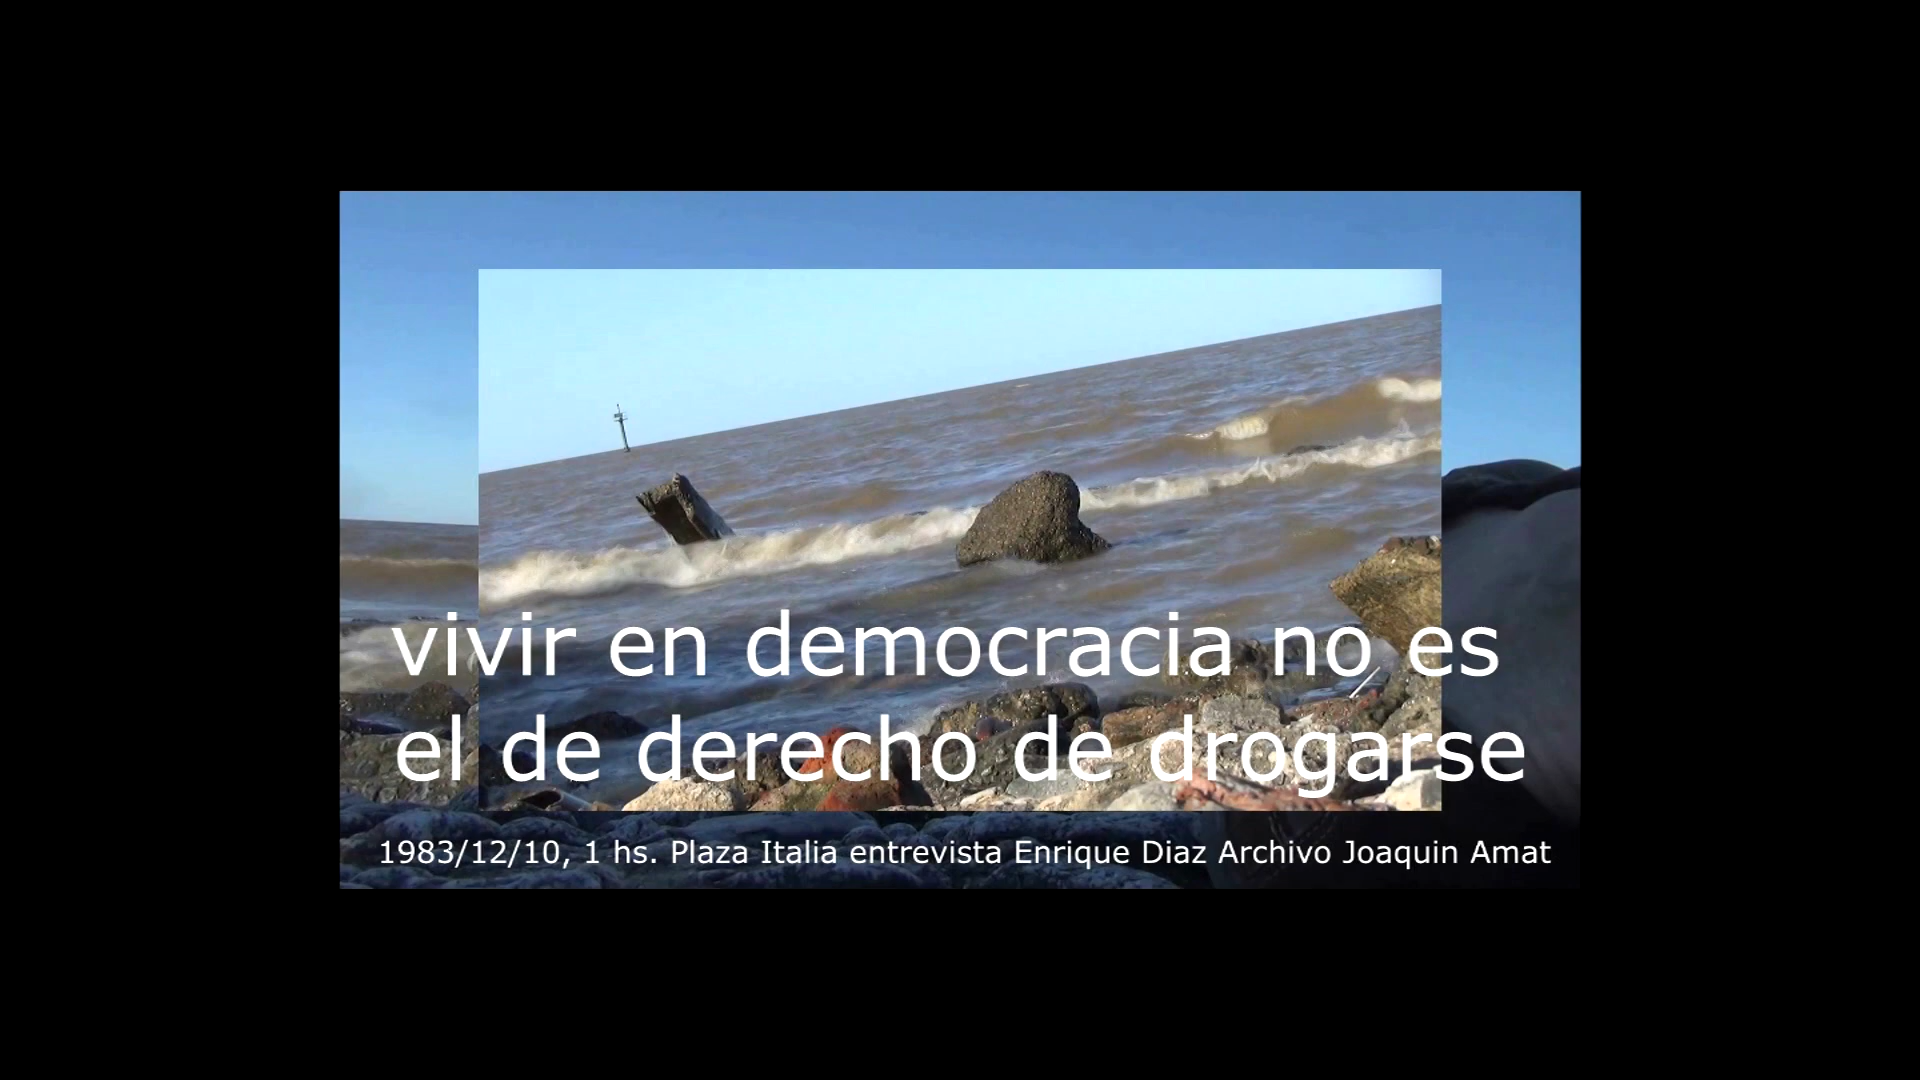 vivir en democracia no es
el de derecho de drogarse
1983/12/10, 1 hs. Plaza Italia entrevista Enrique Diaz Archivo Joaquin Amat